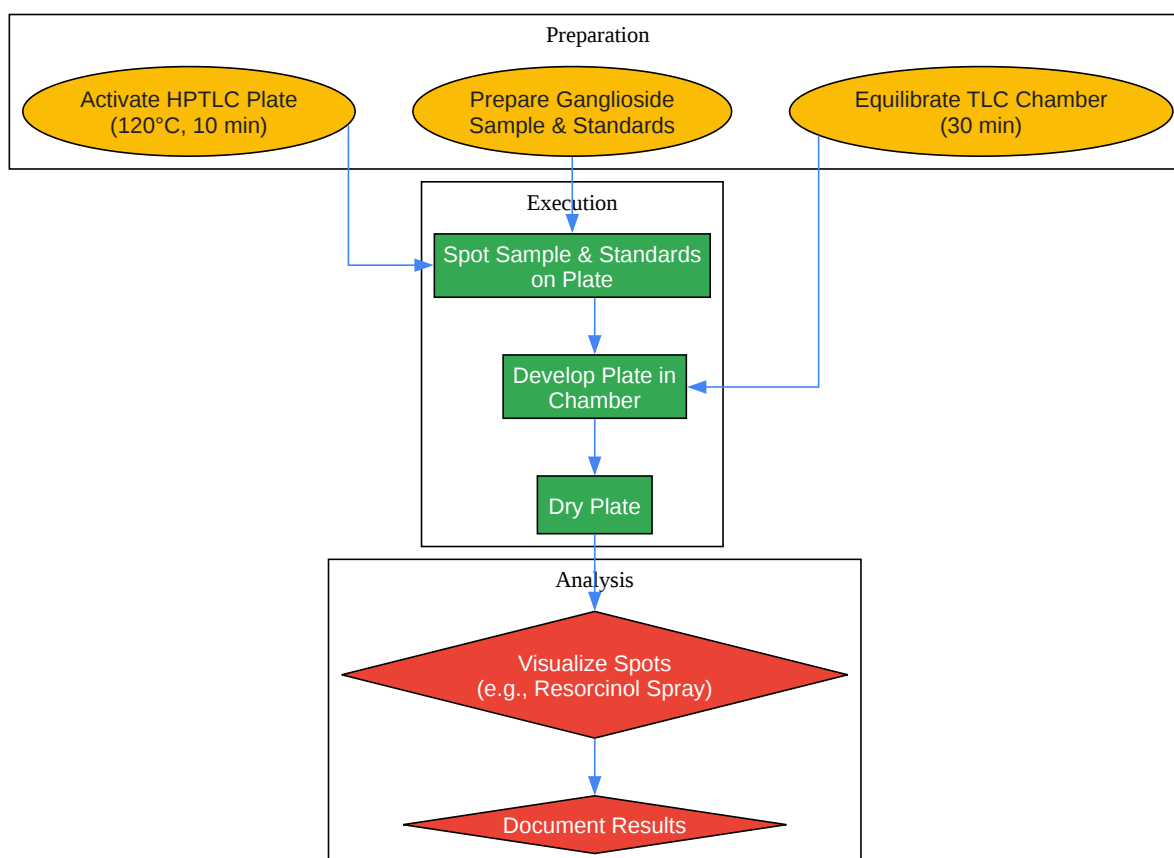 Preparation
Activate HPTLC Plate
(120°C, 10 min)
Prepare Ganglioside
Sample & Standards
Equilibrate TLC Chamber
(30 min)
Execution
Spot Sample & Standards
on Plate
Develop Plate in
Chamber
Dry Plate
Analysis
Visualize Spots
(e.g., Resorcinol Spray)
Document Results